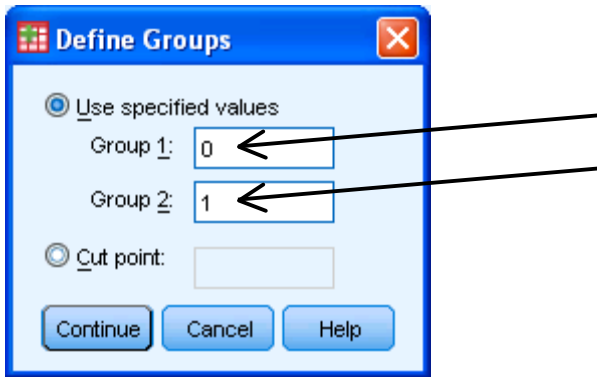 Define Groups
Use specified values
Group 1: 0
Group 2: 1
Cut point:
Continue Cancel Help